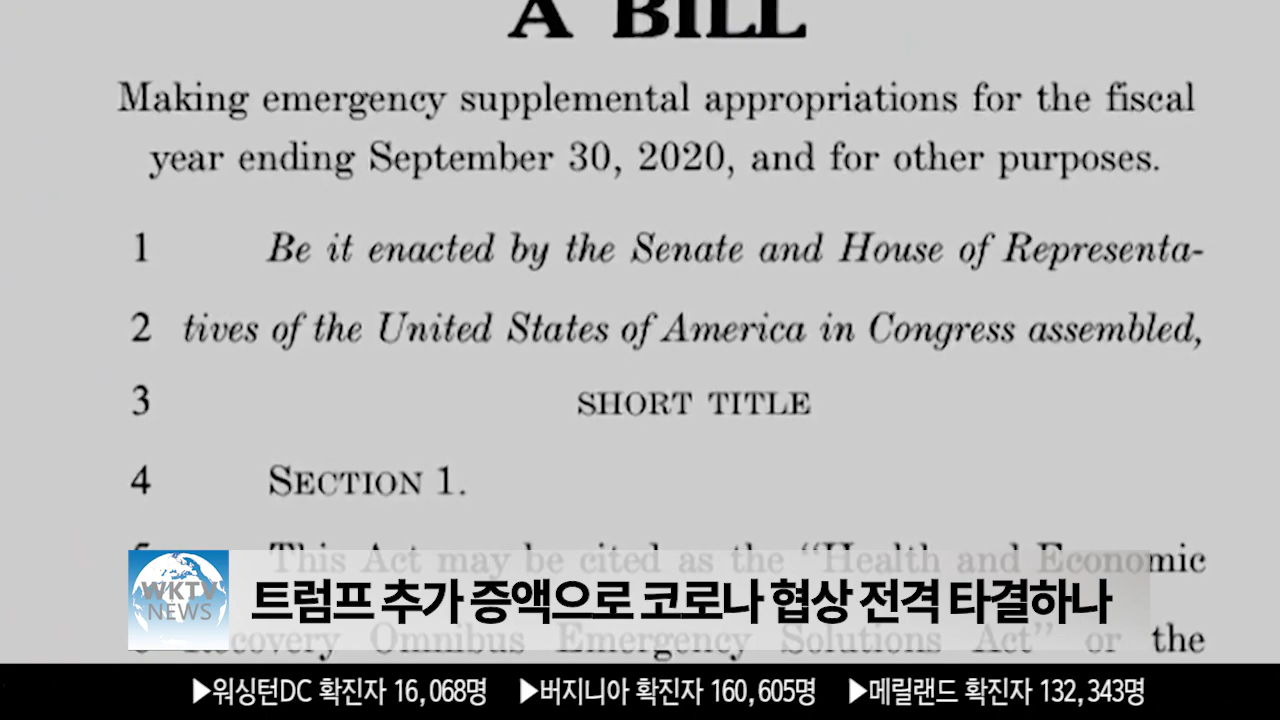 A BILL
Making emergency supplemental appropriations for the fiscal
year ending September 30, 2020, and for other purposes.
1 Be it enacted by the Senate and House of Representa-
2 tives of the United States of America in Congress assembled,
3 SHORT TITLE
4 SECTION 1.
5 This Act may be cited as the “Health and Economic
WKTV
NEWS
트럼프 추가 증액으로 코로나 협상 전격 타결하나
6 Recovery Omnibus Emergency Solutions Act” or the
▶워싱턴DC 확진자 16,068명 ▶버지니아 확진자 160,605명 ▶메릴랜드 확진자 132,343명